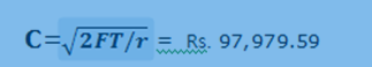 C=√2FT/r = Rs. 97,979.59